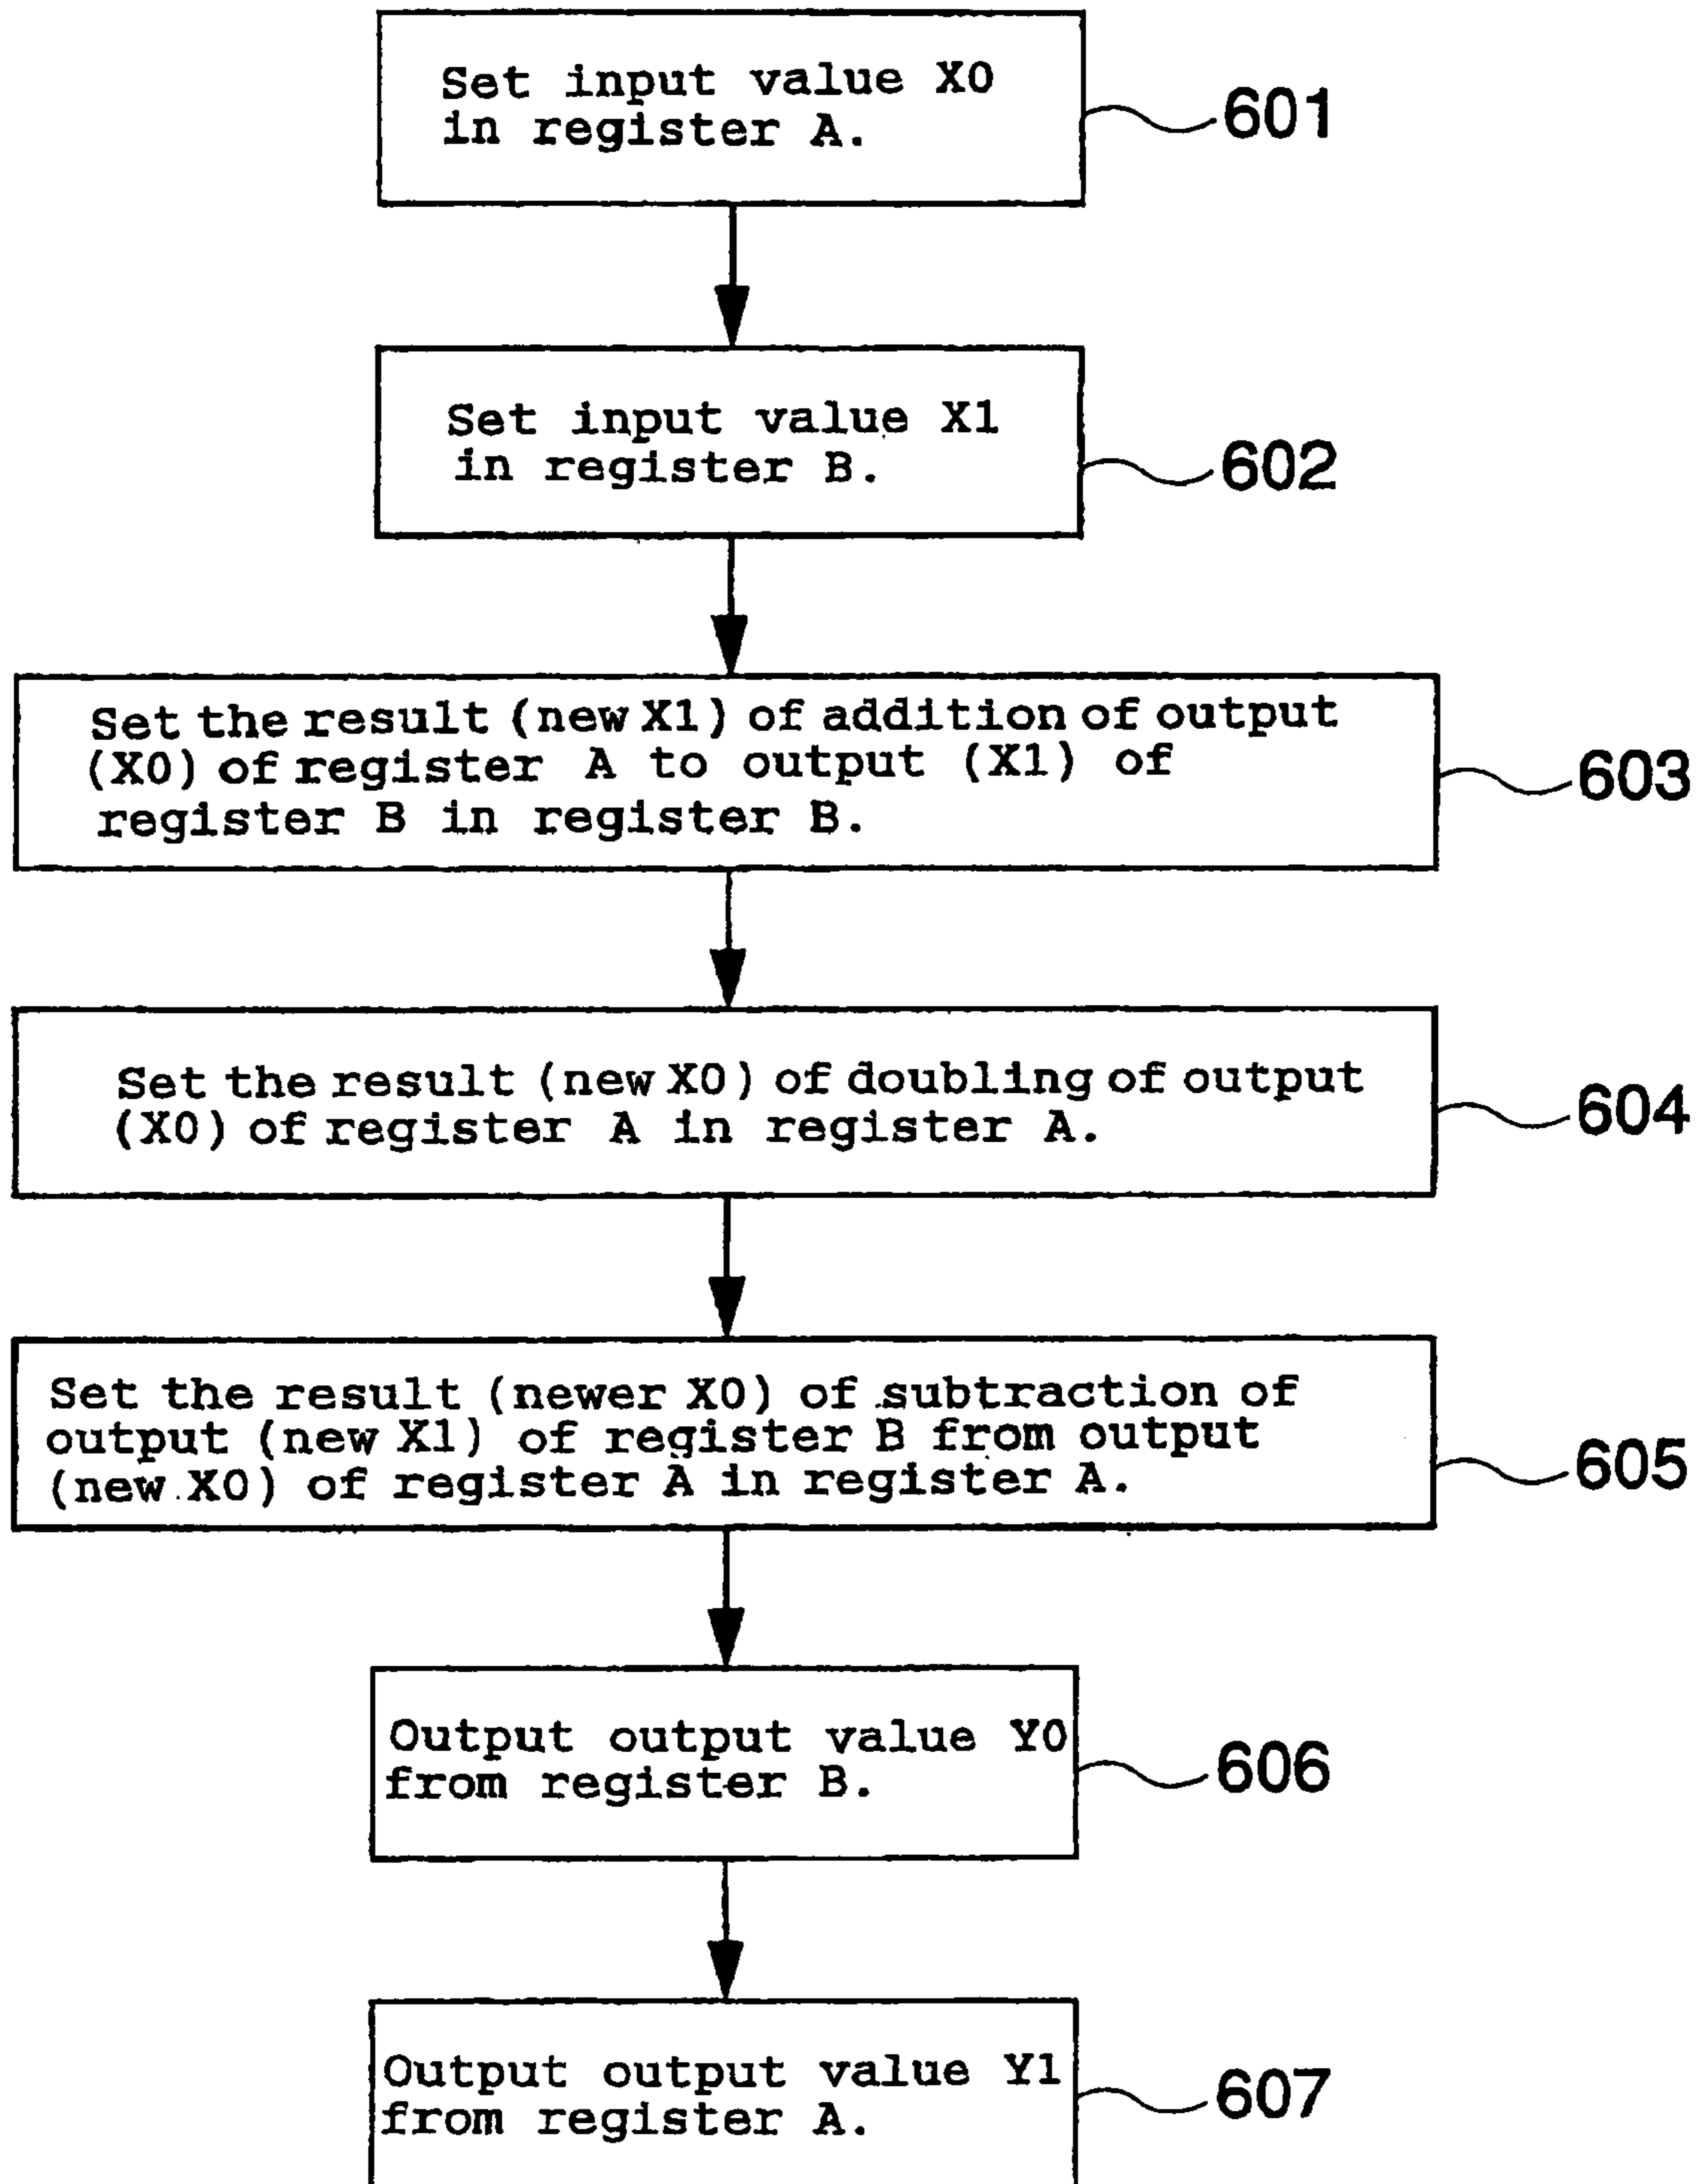 Set input value X0
in register A.
601
Set input value X1
in register B.
602
Set the result (new X1) of addition of output
(X0) of register A to output (X1) of
register B in register B.
603
Set the result (new X0) of doubling of output
(X0) of register A in register A.
604
Set the result (newer X0) of subtraction of
output (new X1) of register B from output
(new X0) of register A in register A.
605
Output output value Y0
from register B.
606
Output output value Y1
from register A.
607